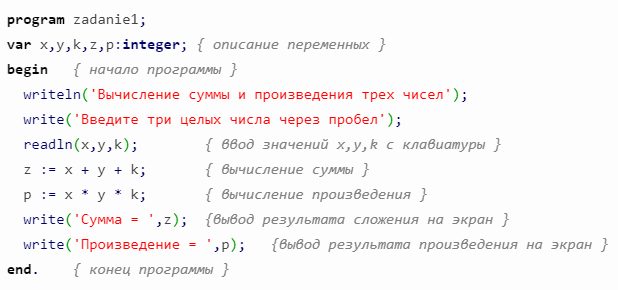 program zadanie1;
var x,y,k,z,p:integer; { описание переменных }
begin { начало программы }
writeln('Вычисление суммы и произведения трех чисел');
write('Введите три целых числа через пробел');
readln(x,y,k); { ввод значений x,y,k с клавиатуры }
z := x + y + k; { вычисление суммы }
p := x * y * k; { вычисление произведения }
write('Сумма = ',z); {вывод результата сложения на экран }
write('Произведение = ',p); {вывод результата произведения на экран }
end. { конец программы }